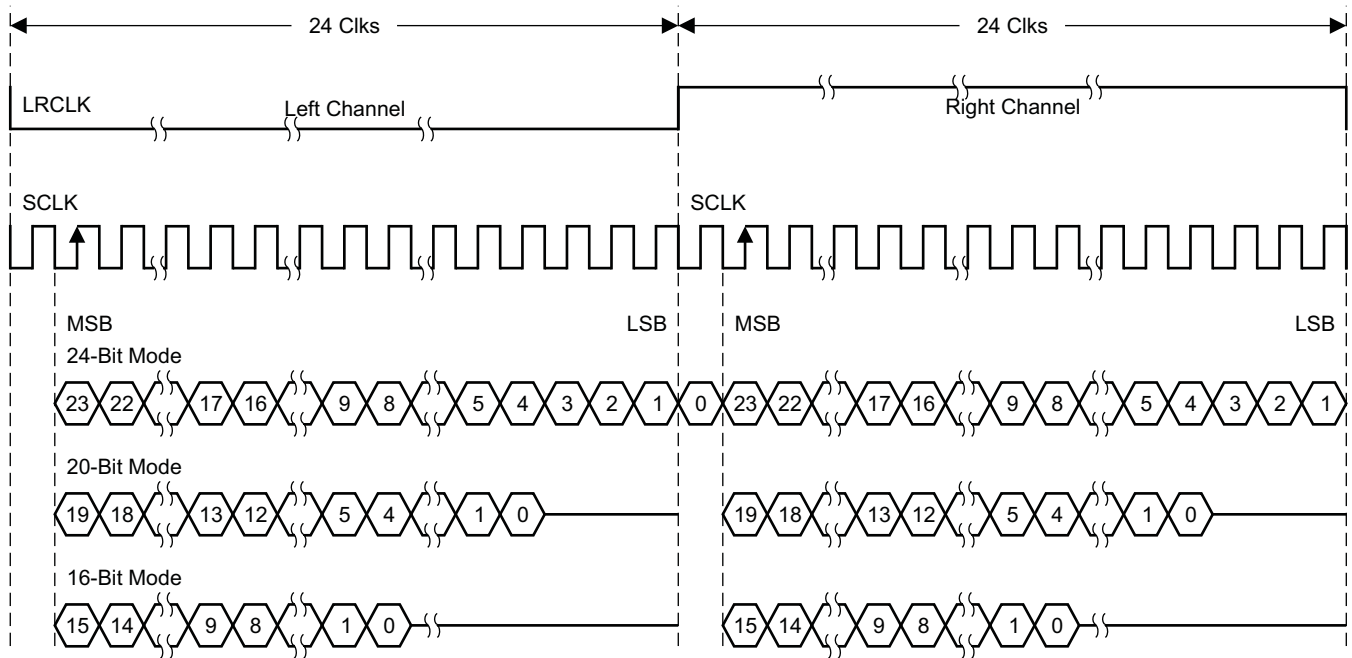 24 Clks 24 Clks
LRCLK Left Channel Right Channel
SCLK SCLK
MSB LSB MSB LSB
24-Bit Mode
23 22 17 16 9 8 5 4 3 2 1 0 23 22 17 16 9 8 5 4 3 2 1
20-Bit Mode
19 18 13 12 5 4 1 0 19 18 13 12 5 4 1 0
16-Bit Mode
15 14 9 8 1 0 15 14 9 8 1 0